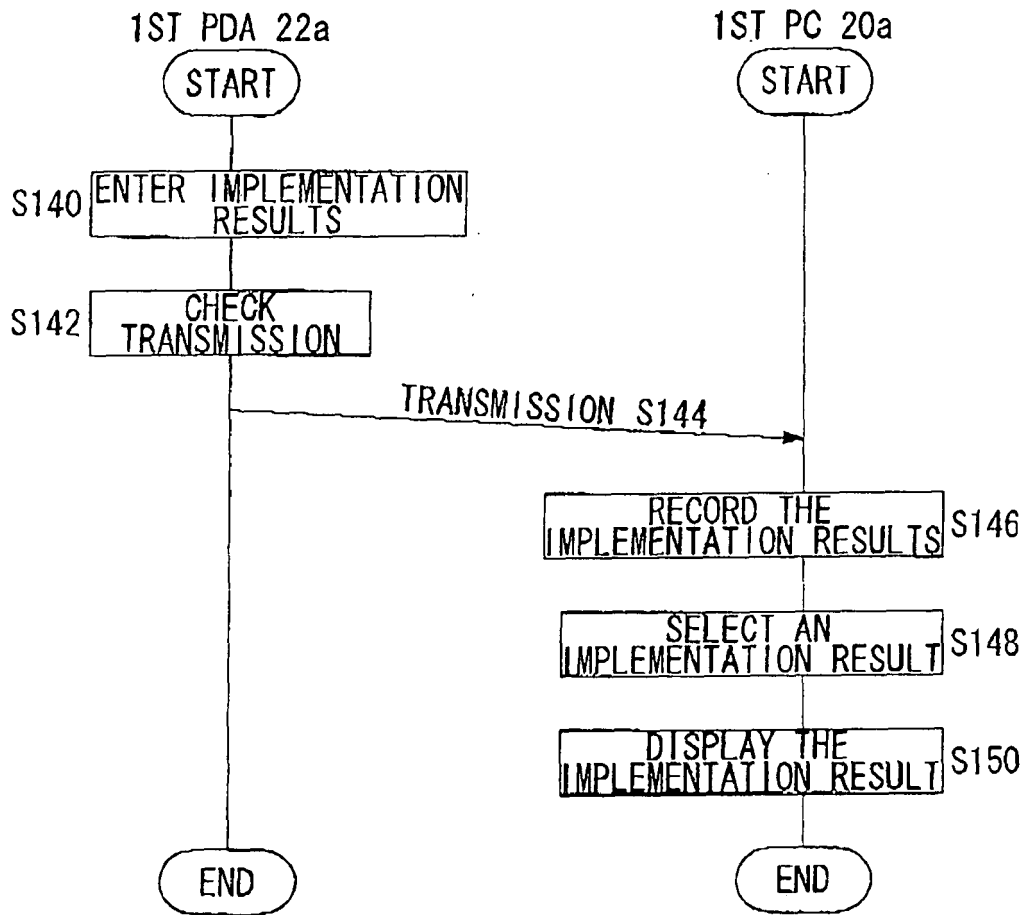 1ST PDA 22a
START
S140
ENTER IMPLEMENTATION
RESULTS
S142
CHECK
TRANSMISSION
TRANSMISSION S144
END
1ST PC 20a
START
RECORD THE
IMPLEMENTATION RESULTS
S146
SELECT AN
IMPLEMENTATION RESULT
S148
DISPLAY THE
IMPLEMENTATION RESULT
S150
END